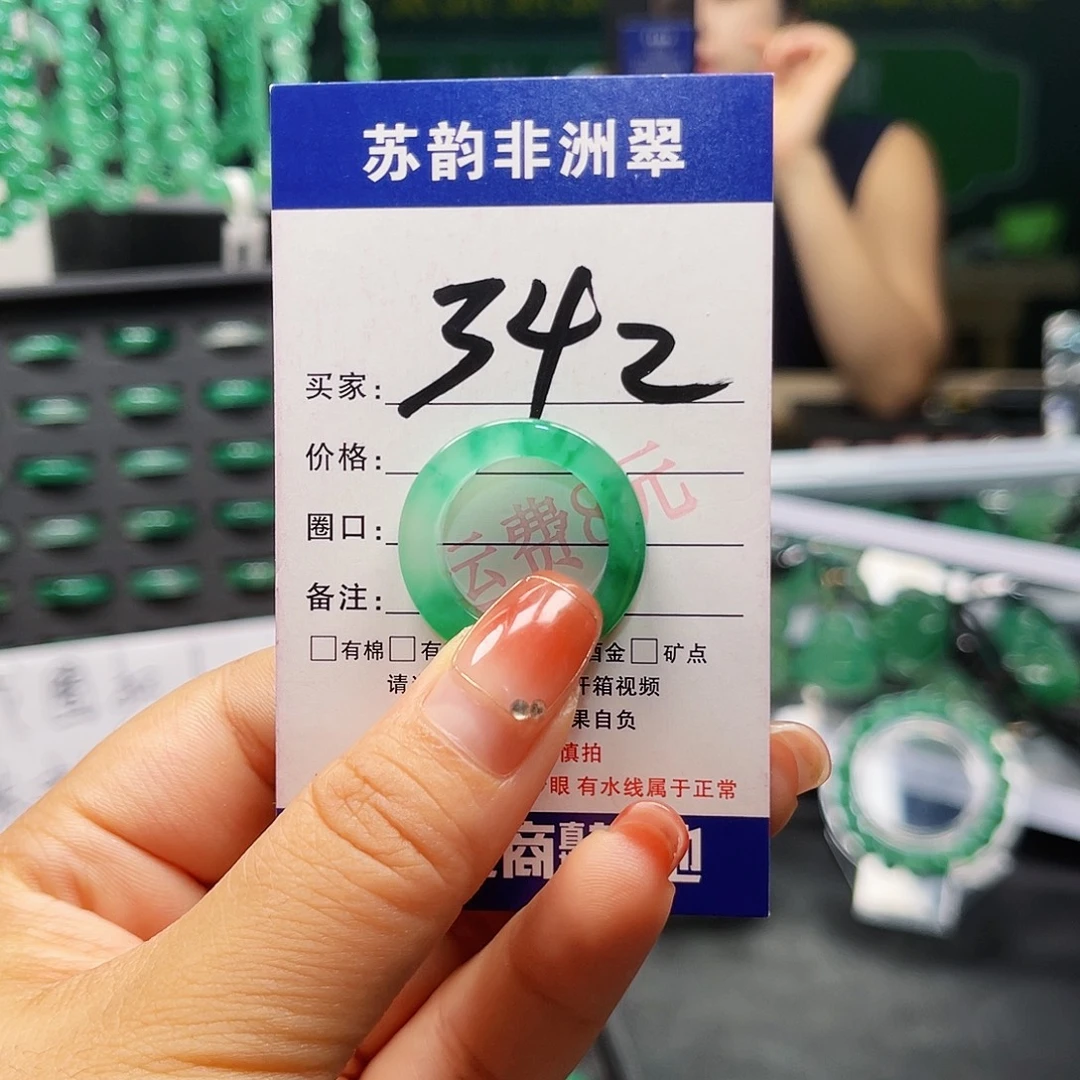 苏韵非洲翠
342
买家:
价格:
费8元
圈口:
备注:
□有棉□有 金□矿点
开箱视频
果自负
慎拍
眼 有水线属于正常
商